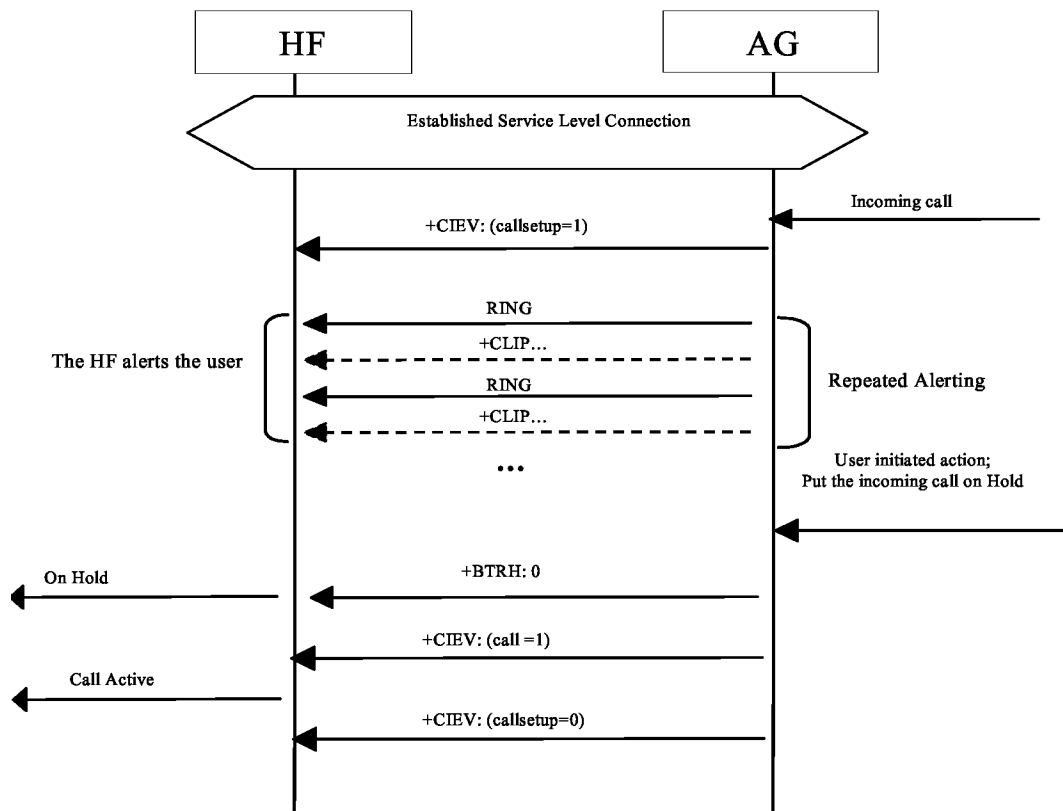 HF
AG
Established Service Level Connection
Incoming call
+CIEV: (callsetup=1)
RING
+CLIP…
The HF alerts the user
RING
Repeated Alerting
+CLIP…
...
User initiated action;
Put the incoming call on Hold
On Hold
+BTRH: 0
+CIEV: (call =1)
Call Active
+CIEV: (callsetup=0)